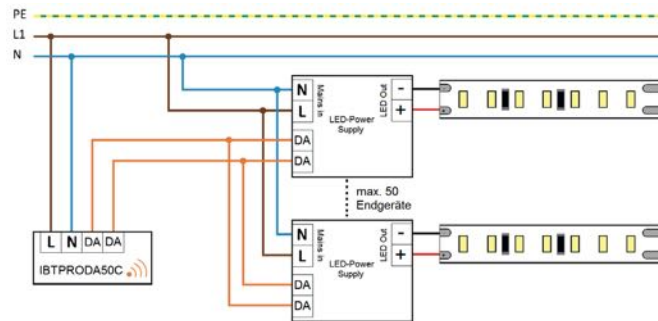 PE
L1
N
N
L
DA
DA
Mains in
LED-Power
Supply
LED Out
-
+
max. 50
Endgeräte
N
L
DA
DA
Mains in
LED-Power
Supply
LED Out
-
+
L N DA DA
IBTPRODA50C